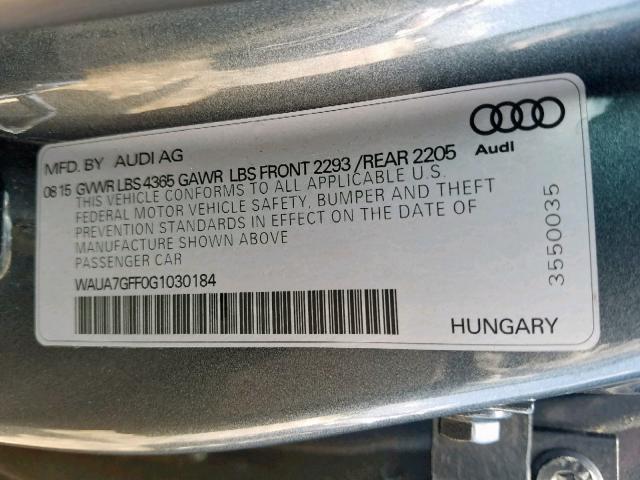 MFD. BY AUDI AG
Audi
08 15 GVWR LBS 4365 GAWR LBS FRONT 2293 /REAR 2205
THIS VEHICLE CONFORMS TO ALL APPLICABLE U.S.
FEDERAL MOTOR VEHICLE SAFETY, BUMPER AND THEFT
PREVENTION STANDARDS IN EFFECT ON THE DATE OF
MANUFACTURE SHOWN ABOVE
PASSENGER CAR
WAUA7GFF0G1030184
HUNGARY
3550035